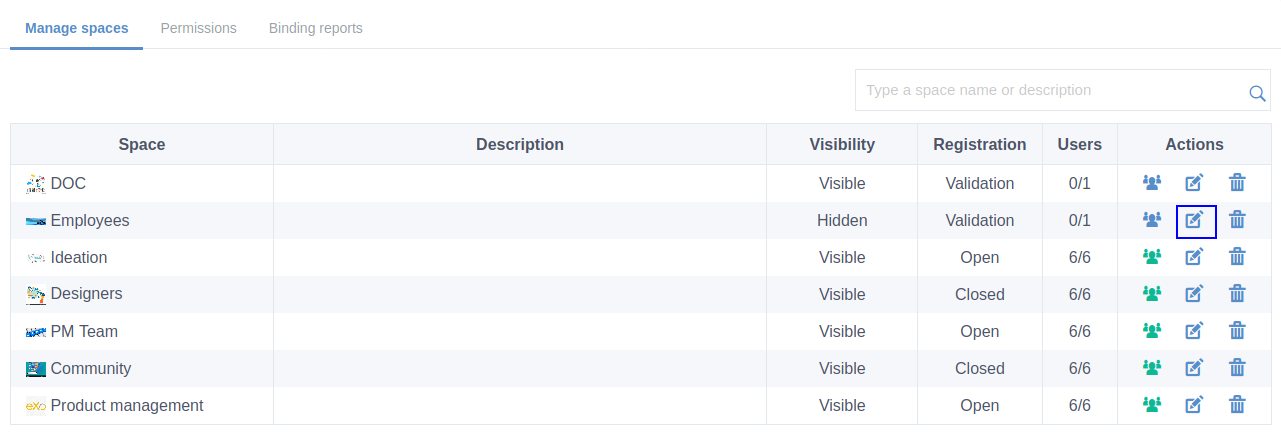 Manage spaces Permissions Binding reports
Type a space name or description
Space Description Visibility Registration Users Actions
DOC Visible Validation 0/1
Employees Hidden Validation 0/1
Ideation Visible Open 6/6
Designers Visible Closed 6/6
PM Team Visible Open 6/6
Community Visible Closed 6/6
eXo Product management Visible Open 6/6